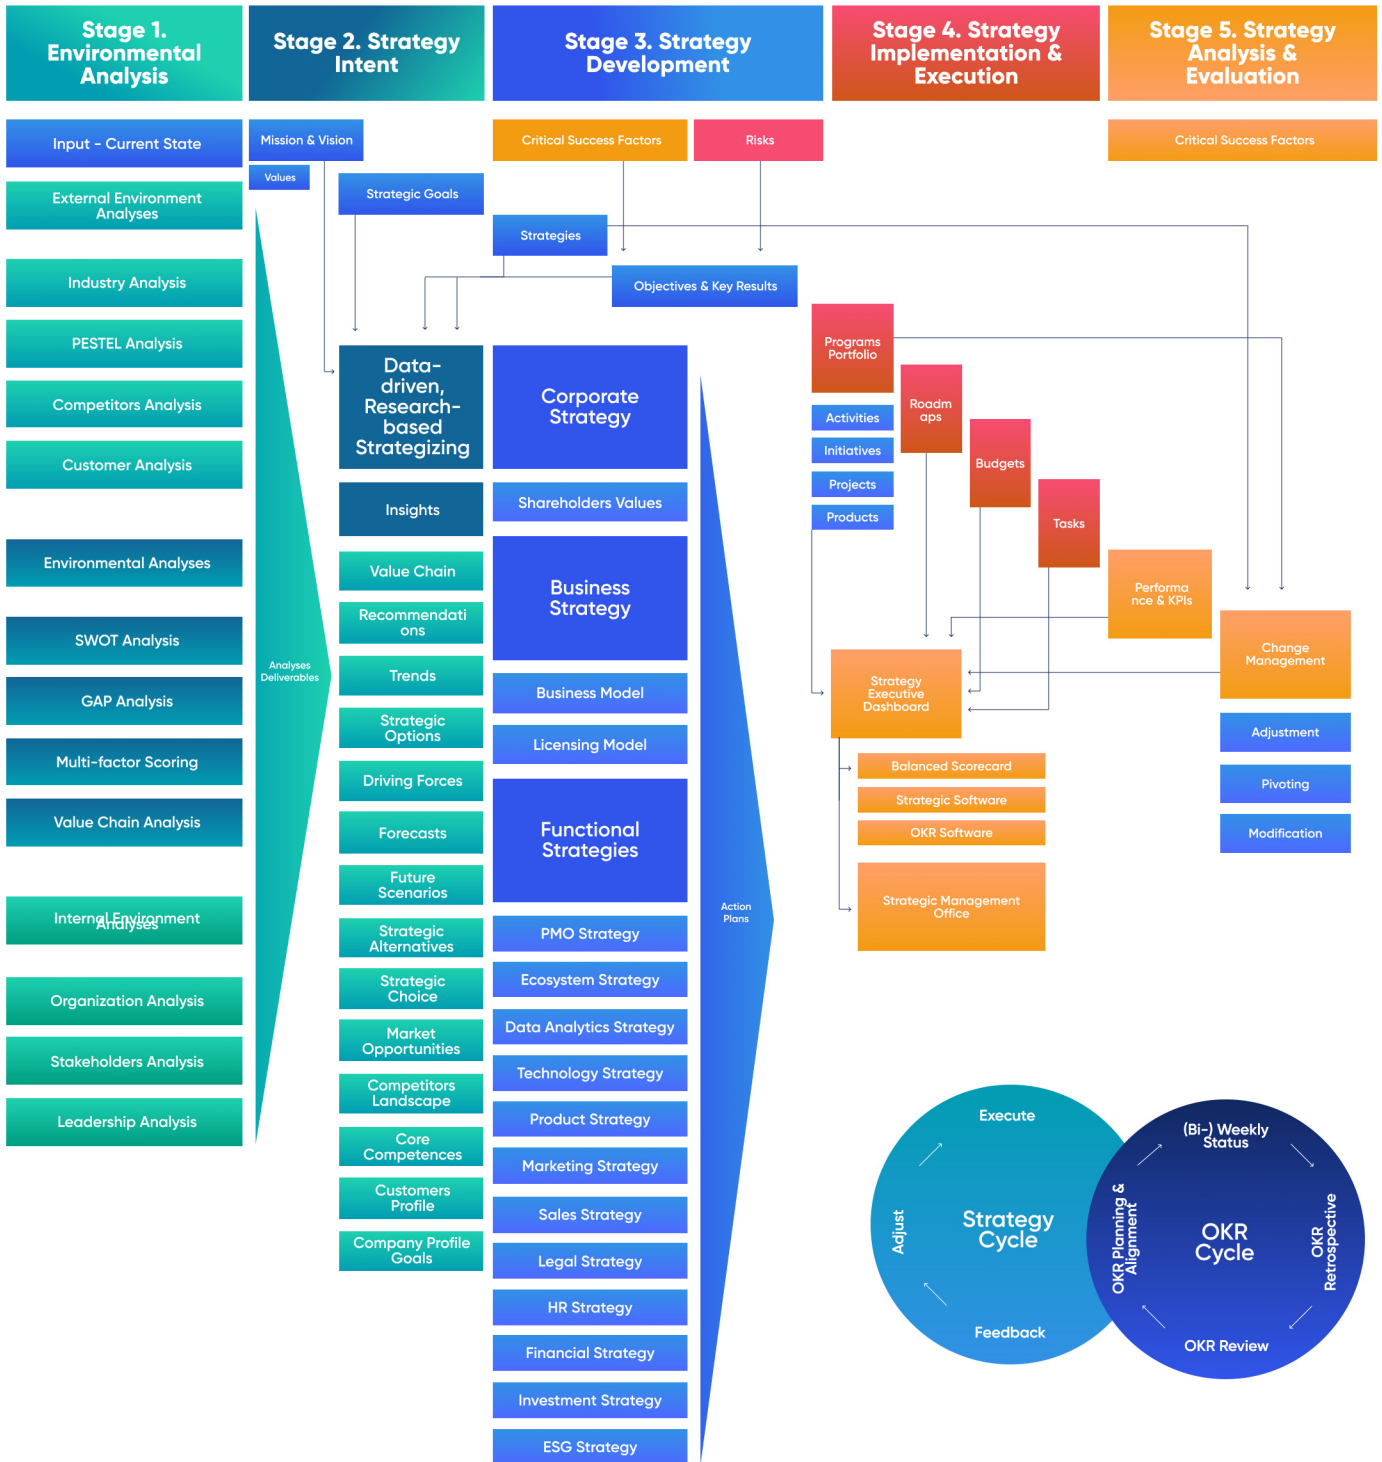 Stage 1.
Environmental
Analysis
Stage 2. Strategy
Intent
Stage 3. Strategy
Development
Stage 4. Strategy
Implementation &
Execution
Stage 5. Strategy
Analysis &
Evaluation
Input - Current State
External Environment
Analyses
Industry Analysis
PESTEL Analysis
Competitors Analysis
Customer Analysis
Environmental Analyses
SWOT Analysis
GAP Analysis
Multi-factor Scoring
Value Chain Analysis
Internal Environment
Analyses
Organization Analysis
Stakeholders Analysis
Leadership Analysis
Analyses
Deliverables
Mission & Vision
Values
Strategic Goals
Data-
driven,
Research-
based
Strategizing
Insights
Value Chain
Recommendati
ons
Trends
Strategic
Options
Driving Forces
Forecasts
Future
Scenarios
Strategic
Alternatives
Strategic
Choice
Market
Opportunities
Competitors
Landscape
Core
Competences
Customers
Profile
Company Profile
Goals
Critical Success Factors
Risks
Strategies
Objectives & Key Results
Corporate
Strategy
Shareholders Values
Business
Strategy
Business Model
Licensing Model
Functional
Strategies
PMO Strategy
Ecosystem Strategy
Data Analytics Strategy
Technology Strategy
Product Strategy
Marketing Strategy
Sales Strategy
Legal Strategy
HR Strategy
Financial Strategy
Investment Strategy
ESG Strategy
Action
Plans
Programs
Portfolio
Activities
Initiatives
Projects
Products
Roadm
aps
Budgets
Tasks
Critical Success Factors
Performa
nce & KPIs
Change
Management
Adjustment
Pivoting
Modification
Strategy
Executive
Dashboard
Balanced Scorecard
Strategic Software
OKR Software
Strategic Management
Office
Execute
Adjust
Strategy
Cycle
Feedback
(Bi-) Weekly
Status
OKR Planning &
Alignment
OKR
Cycle
OKR
Retrospective
OKR Review